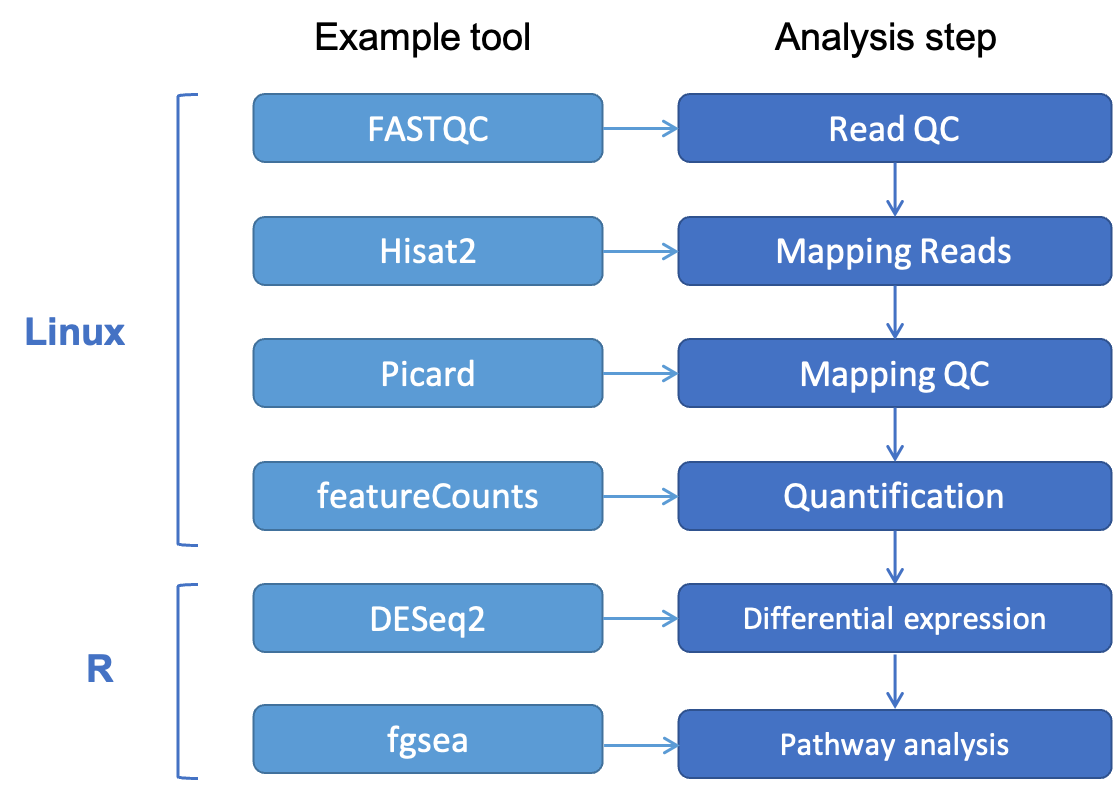 Example tool
Analysis step
FASTQC
Read QC
Hisat2
Mapping Reads
Linux
Picard
Mapping QC
featureCounts
Quantification
DESeq2
Differential expression
R
fgsea
Pathway analysis